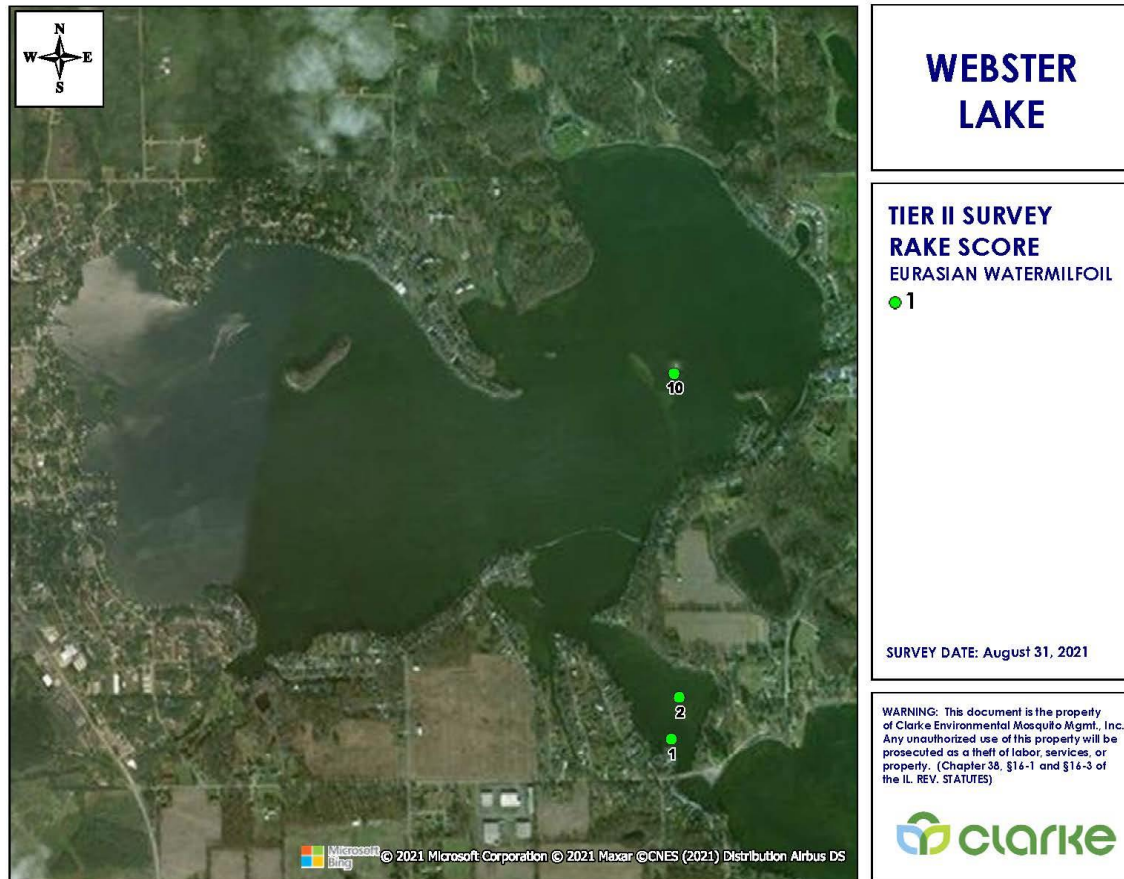 N
W E
S
WEBSTER
LAKE
TIER II SURVEY
RAKE SCORE
EURASIAN WATERMILFOIL
1
10
2
1
SURVEY DATE: August 31, 2021
WARNING: This document is the property
of Clarke Environmental Mosquito Mgmt., Inc.
Any unauthorized use of this property will be
prosecuted as a theft of labor, services, or
property. (Chapter 38, §16-1 and §16-3 of
the IL. REV. STATUTES)
clarke
Microsoft
Bing
© 2021 Microsoft Corporation © 2021 Maxar ©CNES (2021) Distribution Airbus DS